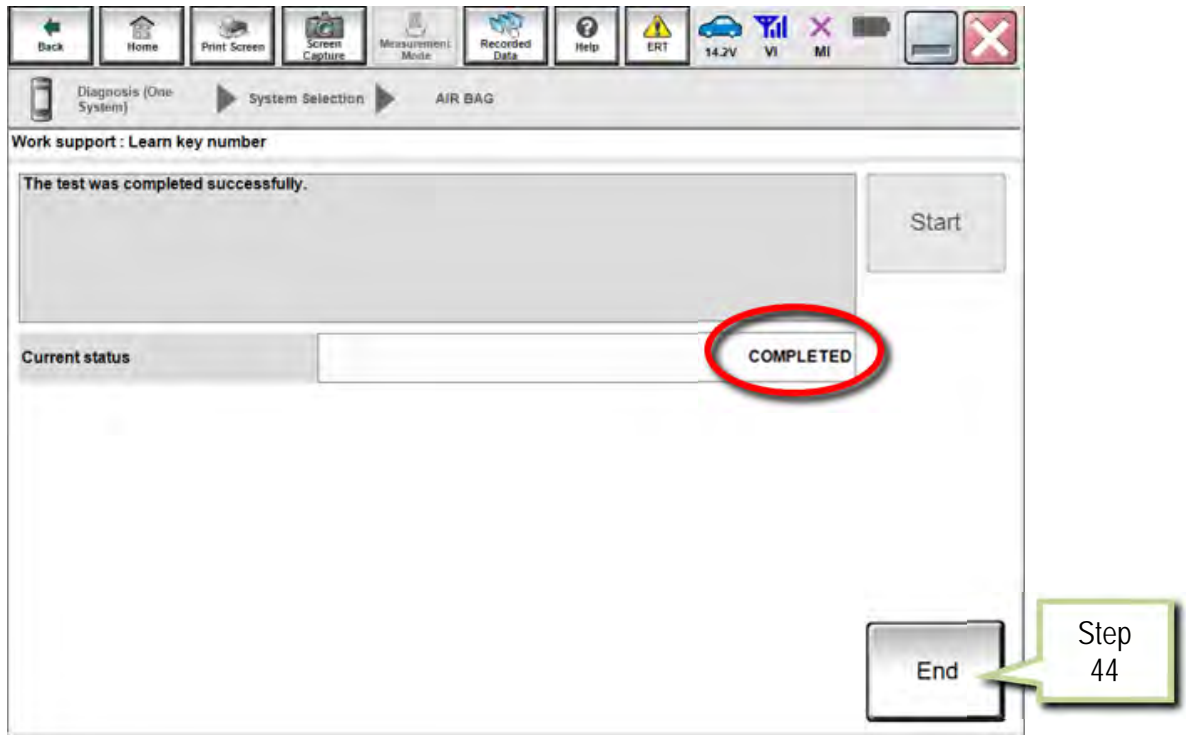 Back
Home
Print Screen
Screen
Capture
Measurement
Mode
Recorded
Data
Help
ERT
14.2V
VI
MI
Diagnosis (One
System)
System Selection
AIR BAG
Work support : Learn key number
The test was completed successfully.
Start
Current status
COMPLETED
End
Step
44